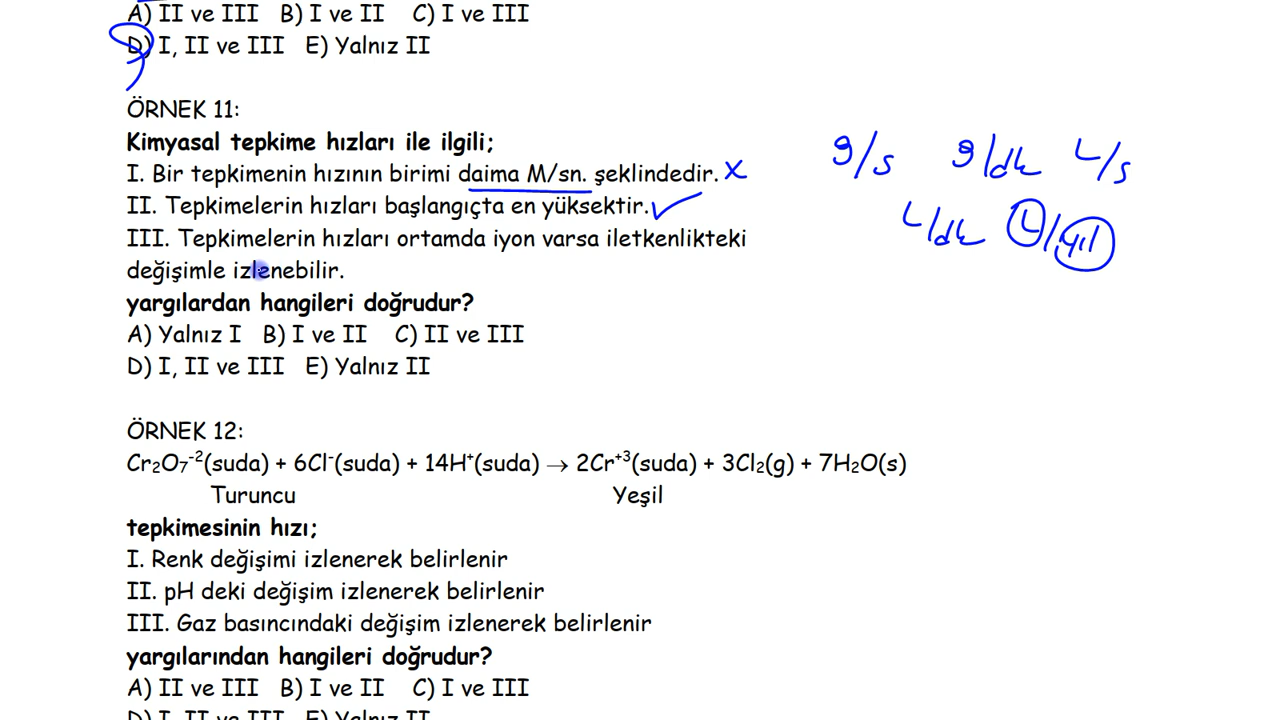 A) II ve III B) I ve II C) I ve III
D) I, II ve III E) Yalnız II
ÖRNEK 11:
Kimyasal tepkime hızları ile ilgili;
I. Bir tepkimenin hızının birimi daima M/sn. şeklindedir. x
II. Tepkimelerin hızları başlangıçta en yüksektir.
III. Tepkimelerin hızları ortamda iyon varsa iletkenlikteki
değişimle izlenebilir.
g/s g/dk L/s
L/dk L/yıl
yargılardan hangileri doğrudur?
A) Yalnız I B) I ve II C) II ve III
D) I, II ve III E) Yalnız II
ÖRNEK 12:
Cr₂O₇⁻²(suda) + 6Cl⁻(suda) + 14H⁺(suda) → 2Cr⁺³(suda) + 3Cl₂(g) + 7H₂O(s)
Turuncu Yeşil
tepkimesinin hızı;
I. Renk değişimi izlenerek belirlenir
II. pH deki değişim izlenerek belirlenir
III. Gaz basıncındaki değişim izlenerek belirlenir
yargılarından hangileri doğrudur?
A) II ve III B) I ve II C) I ve III
D) I, II ve III E) Yalnız II